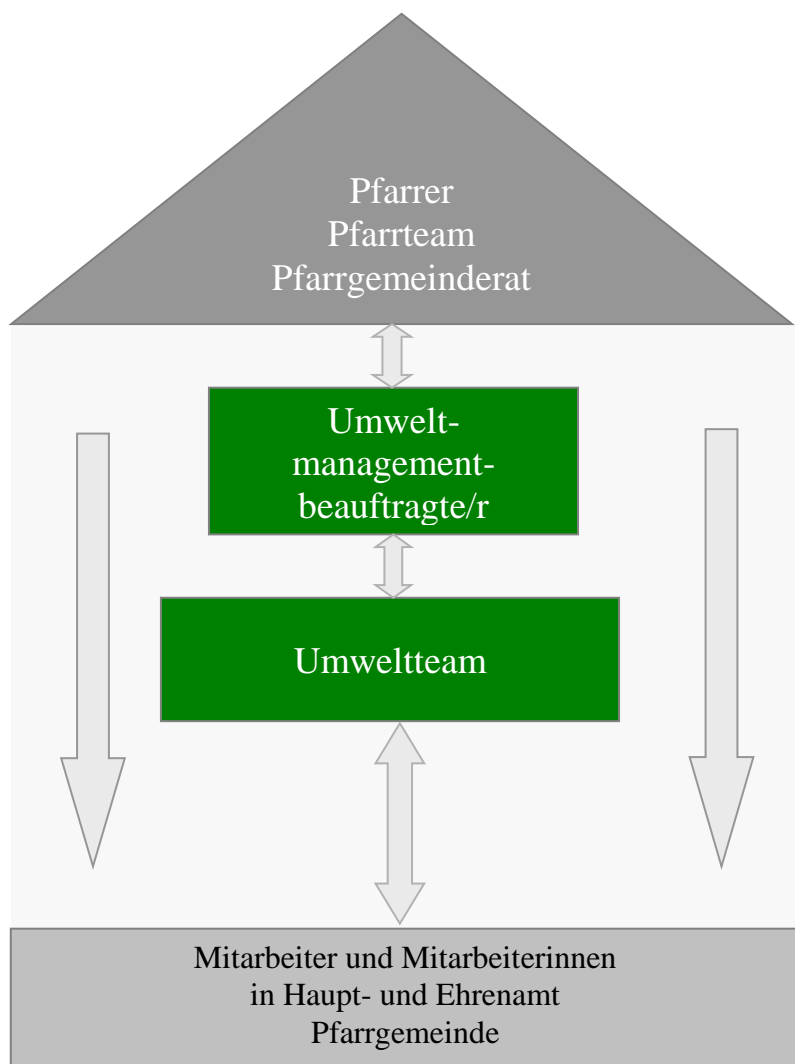 Pfarrer
Pfarrteam
Pfarrgemeinderat
Umwelt-
management-
beauftragte/r
Umweltteam
Mitarbeiter und Mitarbeiterinnen
in Haupt- und Ehrenamt
Pfarrgemeinde